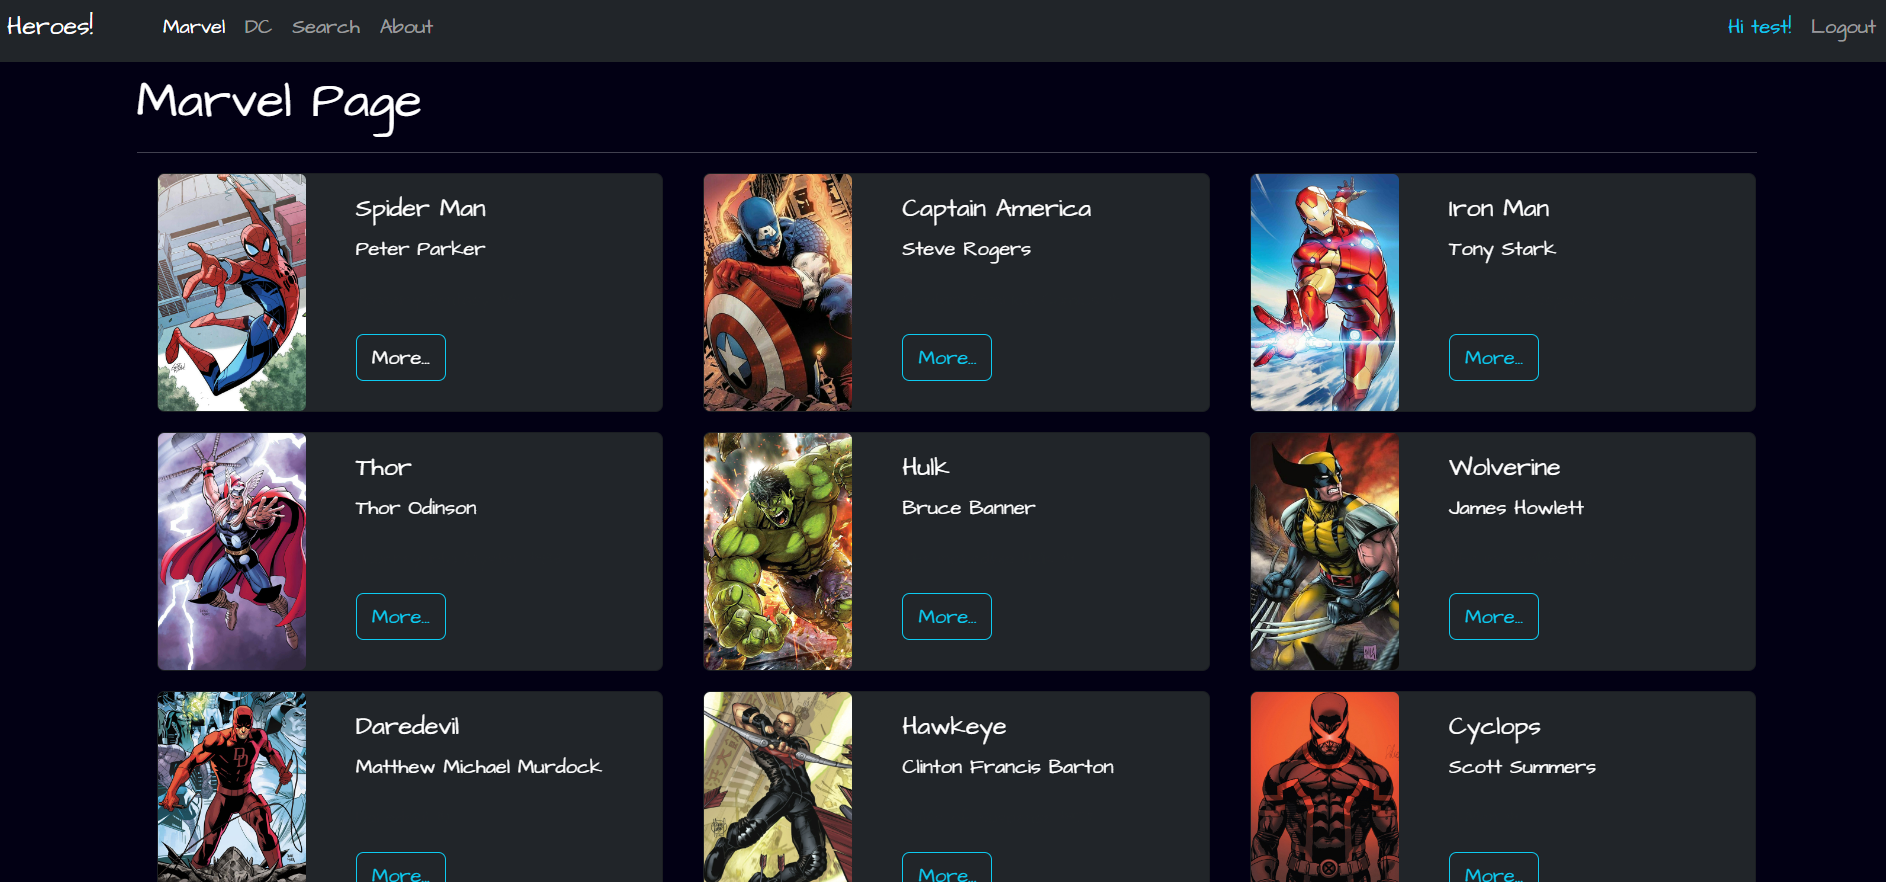 Heroes! Marvel DC Search About Hi test! Logout
Marvel Page
Spider Man
Peter Parker
More...
Captain America
Steve Rogers
More...
Iron Man
Tony Stark
More...
Thor
Thor Odinson
More...
Hulk
Bruce Banner
More...
Wolverine
James Howlett
More...
Daredevil
Matthew Michael Murdock
More...
Hawkeye
Clinton Francis Barton
More...
Cyclops
Scott Summers
More...